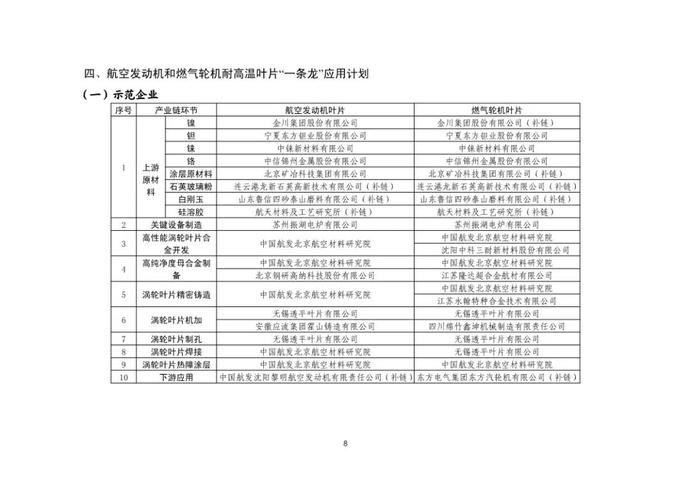 四、航空发动机和燃气轮机耐高温叶片“一条龙”应用计划
（一）示范企业
序号 产业链环节 航空发动机叶片 燃气轮机叶片
1 上游原材料 镍 金川集团股份有限公司 金川集团股份有限公司（补链）
钽 宁夏东方钽业股份有限公司 宁夏东方钽业股份有限公司（补链）
铼 中铼新材料有限公司 中铼新材料有限公司（补链）
铬 中信锦州金属股份有限公司 中信锦州金属股份有限公司（补链）
涂层原材料 北京矿冶科技集团有限公司 北京矿冶科技集团有限公司（补链）
石英玻璃粉 连云港龙新石英高新技术有限公司（补链） 连云港龙新石英高新技术有限公司（补链）
白刚玉 山东鲁信四砂泰山磨料有限公司（补链） 山东鲁信四砂泰山磨料有限公司（补链）
硅溶胶 航天材料及工艺研究所（补链） 航天材料及工艺研究所（补链）
2 关键设备制造 苏州振湖电炉有限公司 苏州振湖电炉有限公司
3 高性能涡轮叶片合金开发 中国航发北京航空材料研究院 中国航发北京航空材料研究院
沈阳中科三耐新材料股份有限公司
4 高纯净度母合金制备 中国航发北京航空材料研究院 中国航发北京航空材料研究院
北京钢研高纳科技股份有限公司 江苏隆达超合金航材有限公司
5 涡轮叶片精密铸造 中国航发北京航空材料研究院 中国航发北京航空材料研究院
江苏永瀚特种合金技术有限公司
6 涡轮叶片机加 无锡透平叶片有限公司 无锡透平叶片有限公司
安徽应流集团霍山铸造有限公司 四川绵竹鑫坤机械制造有限责任公司
7 涡轮叶片制孔 无锡透平叶片有限公司 无锡透平叶片有限公司
8 涡轮叶片焊接 中国航发北京航空材料研究院 中国航发北京航空材料研究院
9 涡轮叶片热障涂层 中国航发北京航空材料研究院 中国航发北京航空材料研究院
10 下游应用 中国航发沈阳黎明航空发动机有限责任公司（补链） 东方电气集团东方汽轮机有限公司（补链）
8